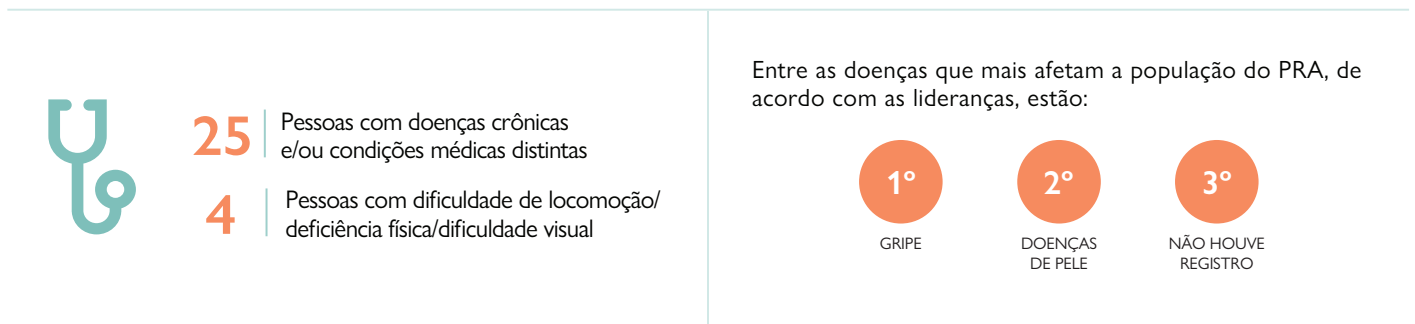 25
Pessoas com doenças crônicas
e/ou condições médicas distintas
4
Pessoas com dificuldade de locomoção/
deficiência física/dificuldade visual
Entre as doenças que mais afetam a população do PRA, de
acordo com as lideranças, estão:
1º
GRIPE
2º
DOENÇAS
DE PELE
3º
NÃO HOUVE
REGISTRO